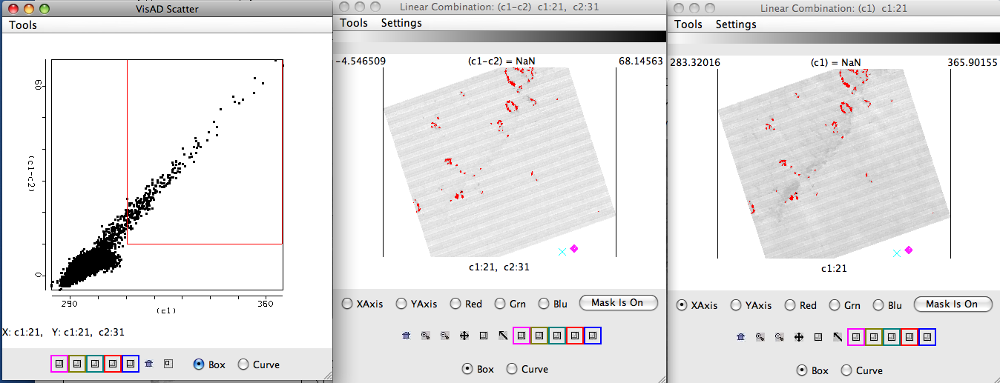 VisAD Scatter
Tools
60
(c1-c2)
0
290
360
(c1)
X: c1:21, Y: c1:21, c2:31
Box
Curve
Linear Combination: (c1-c2) c1:21, c2:31
Tools Settings
-4.546509
(c1-c2) = NaN
68.14563
c1:21, c2:31
XAxis
YAxis
Red
Grn
Blu
Mask Is On
Box
Curve
Linear Combination: (c1) c1:21
Tools Settings
283.32016
(c1) = NaN
365.90155
c1:21
XAxis
YAxis
Red
Grn
Blu
Mask Is On
Box
Curve